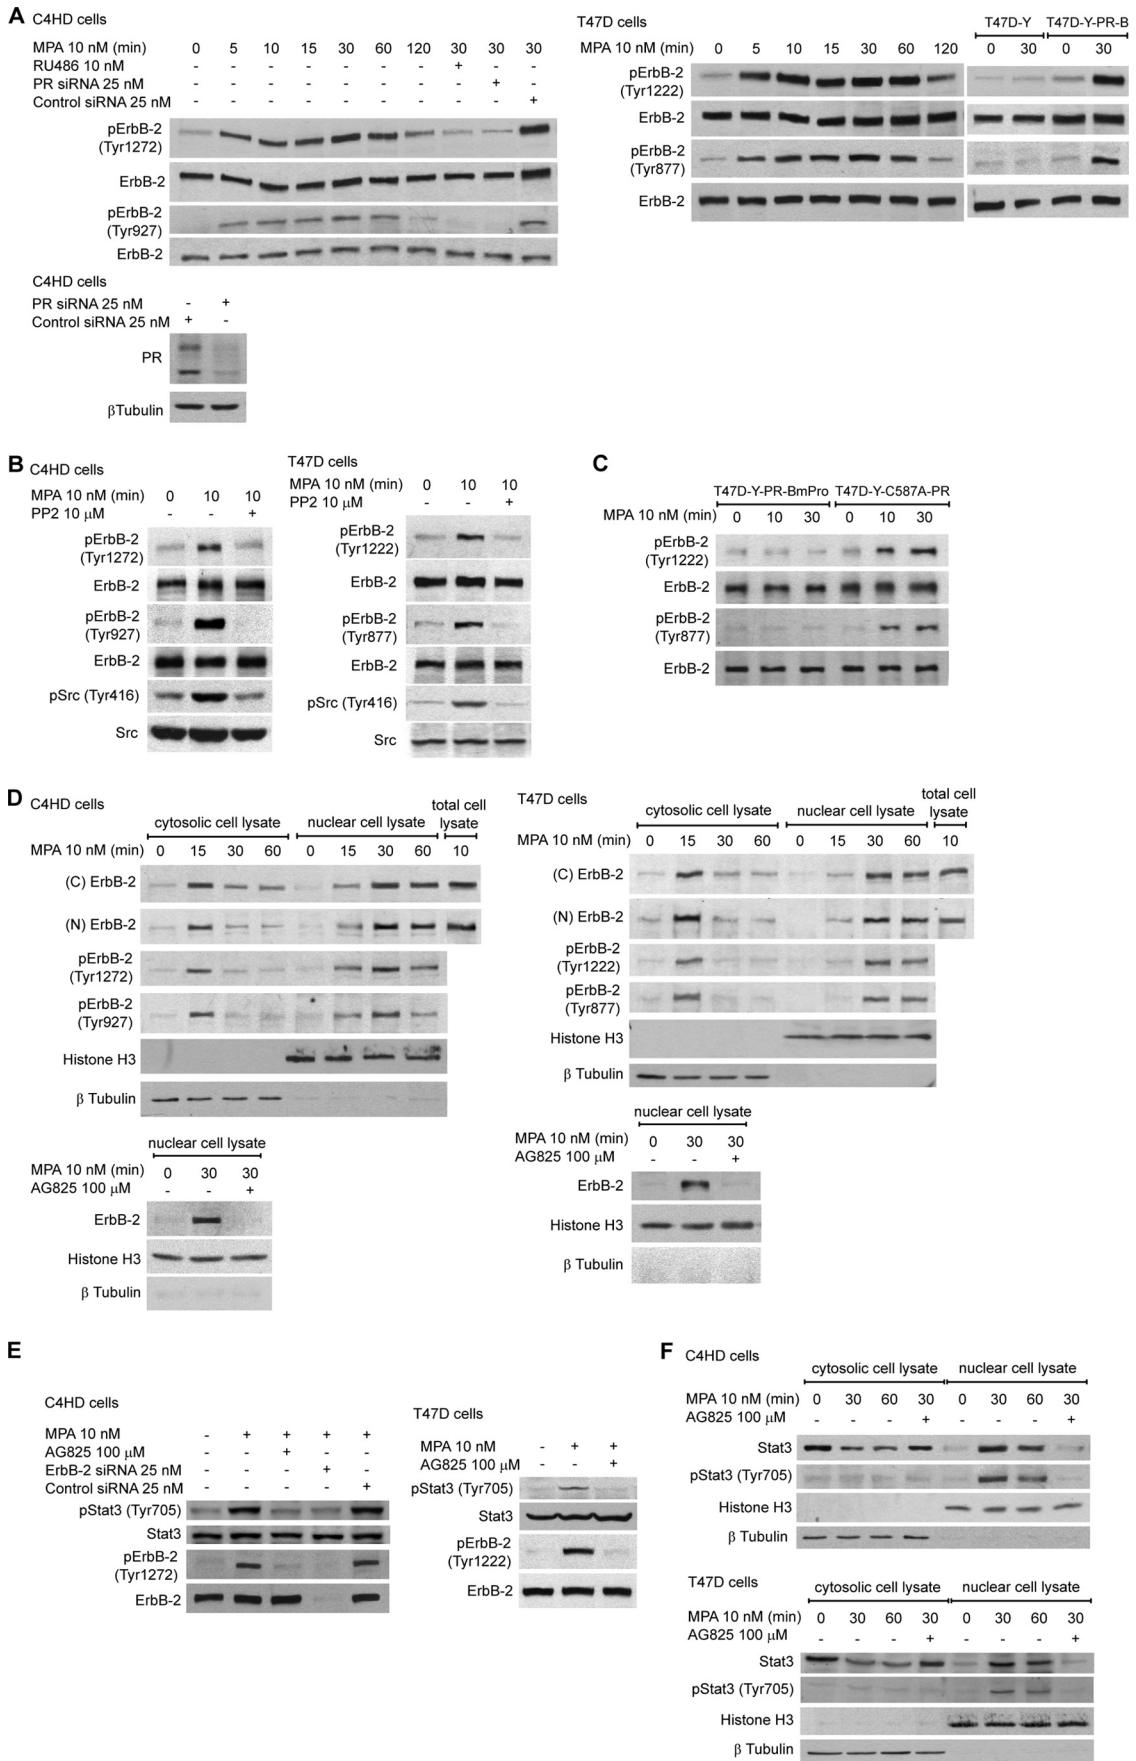 A
C4HD cells
MPA 10 nM (min) 0 5 10 15 30 60 120 30 30 30
RU486 10 nM - - - - - - - + - -
PR siRNA 25 nM - - - - - - - - + -
Control siRNA 25 nM - - - - - - - - - +
pErbB-2
(Tyr1272)
ErbB-2
pErbB-2
(Tyr927)
ErbB-2
C4HD cells
PR siRNA 25 nM - +
Control siRNA 25 nM + -
PR
βTubulin
T47D cells
T47D-Y T47D-Y-PR-B
MPA 10 nM (min) 0 5 10 15 30 60 120 0 30 0 30
pErbB-2
(Tyr1222)
ErbB-2
pErbB-2
(Tyr877)
ErbB-2
B
C4HD cells
MPA 10 nM (min) 0 10 10
PP2 10 μM - - +
pErbB-2
(Tyr1272)
ErbB-2
pErbB-2
(Tyr927)
ErbB-2
pSrc (Tyr416)
Src
T47D cells
MPA 10 nM (min) 0 10 10
PP2 10 μM - - +
pErbB-2
(Tyr1222)
ErbB-2
pErbB-2
(Tyr877)
ErbB-2
pSrc (Tyr416)
Src
C
T47D-Y-PR-BmPro T47D-Y-C587A-PR
MPA 10 nM (min) 0 10 30 0 10 30
pErbB-2
(Tyr1222)
ErbB-2
pErbB-2
(Tyr877)
ErbB-2
D
C4HD cells
cytosolic cell lysate nuclear cell lysate total cell
lysate
MPA 10 nM (min) 0 15 30 60 0 15 30 60 10
(C) ErbB-2
(N) ErbB-2
pErbB-2
(Tyr1272)
pErbB-2
(Tyr927)
Histone H3
β Tubulin
nuclear cell lysate
MPA 10 nM (min) 0 30 30
AG825 100 μM - - +
ErbB-2
Histone H3
β Tubulin
T47D cells
cytosolic cell lysate nuclear cell lysate total cell
lysate
MPA 10 nM (min) 0 15 30 60 0 15 30 60 10
(C) ErbB-2
(N) ErbB-2
pErbB-2
(Tyr1222)
pErbB-2
(Tyr877)
Histone H3
β Tubulin
nuclear cell lysate
MPA 10 nM (min) 0 30 30
AG825 100 μM - - +
ErbB-2
Histone H3
β Tubulin
E
C4HD cells
MPA 10 nM - + + + +
AG825 100 μM - - + - -
ErbB-2 siRNA 25 nM - - - + -
Control siRNA 25 nM - - - - +
pStat3 (Tyr705)
Stat3
pErbB-2
(Tyr1272)
ErbB-2
T47D cells
MPA 10 nM - + +
AG825 100 μM - - +
pStat3 (Tyr705)
Stat3
pErbB-2
(Tyr1222)
ErbB-2
F
C4HD cells
cytosolic cell lysate nuclear cell lysate
MPA 10 nM (min) 0 30 60 30 0 30 60 30
AG825 100 μM - - - + - - - +
Stat3
pStat3 (Tyr705)
Histone H3
β Tubulin
T47D cells
cytosolic cell lysate nuclear cell lysate
MPA 10 nM (min) 0 30 60 30 0 30 60 30
AG825 100 μM - - - + - - - +
Stat3
pStat3 (Tyr705)
Histone H3
β Tubulin